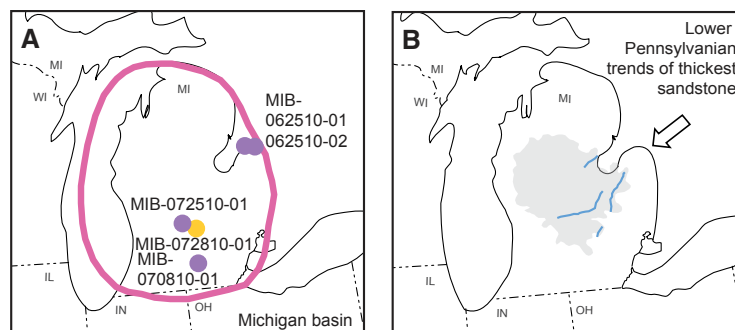 A
MI
WI
MI
MIB-
062510-01
062510-02
MIB-072510-01
MIB-072810-01
MIB-
070810-01
IL
IN
OH
Michigan basin
B
Lower
Pennsylvanian
trends of thickest
sandstone
MI
WI
MI
IL
IN
OH